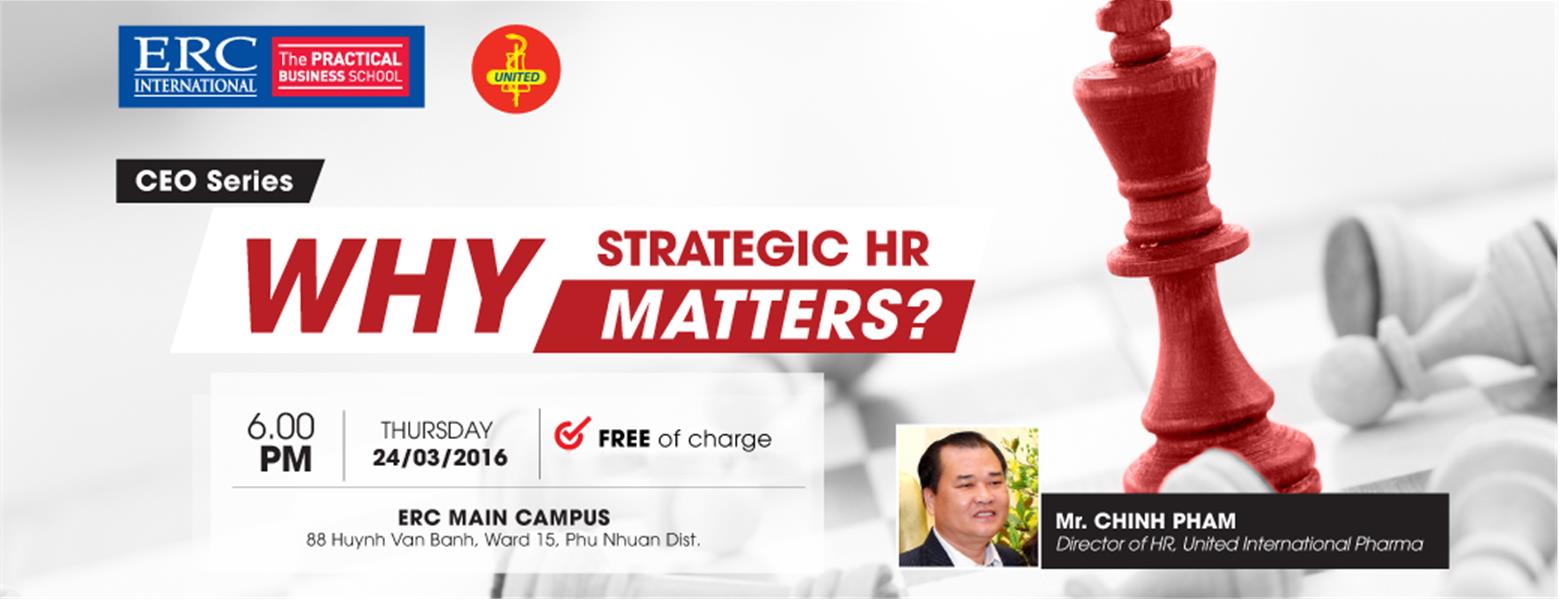 ERC
INTERNATIONAL
The PRACTICAL
BUSINESS SCHOOL
UNITED
CEO Series
WHY
STRATEGIC HR
MATTERS?
6.00
PM
THURSDAY
24/03/2016
FREE of charge
ERC MAIN CAMPUS
88 Huynh Van Banh, Ward 15, Phu Nhuan Dist.
Mr. CHINH PHAM
Director of HR, United International Pharma